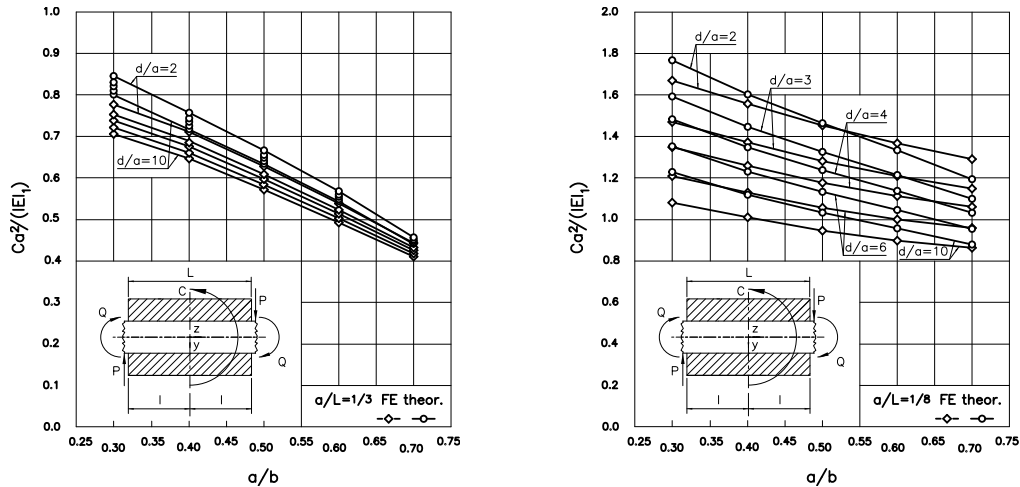 1.0
0.9
0.8
0.7
0.6
0.5
0.4
0.3
0.2
0.1
0.0
Ca²/(IEI₁)
d/a=2
d/a=10
L
C
P
Q
z
y
Q
P
l
l
a/L=1/3 FE theor.
0.25 0.35 0.45 0.55 0.65 0.75
0.30 0.40 0.50 0.60 0.70
a/b
2.0
1.8
1.6
1.4
1.2
1.0
0.8
0.6
0.4
0.2
0.0
Ca²/(IEI₁)
d/a=2
d/a=3
d/a=4
d/a=6
d/a=10
L
C
P
Q
z
y
Q
P
l
l
a/L=1/8 FE theor.
0.25 0.35 0.45 0.55 0.65 0.75
0.30 0.40 0.50 0.60 0.70
a/b